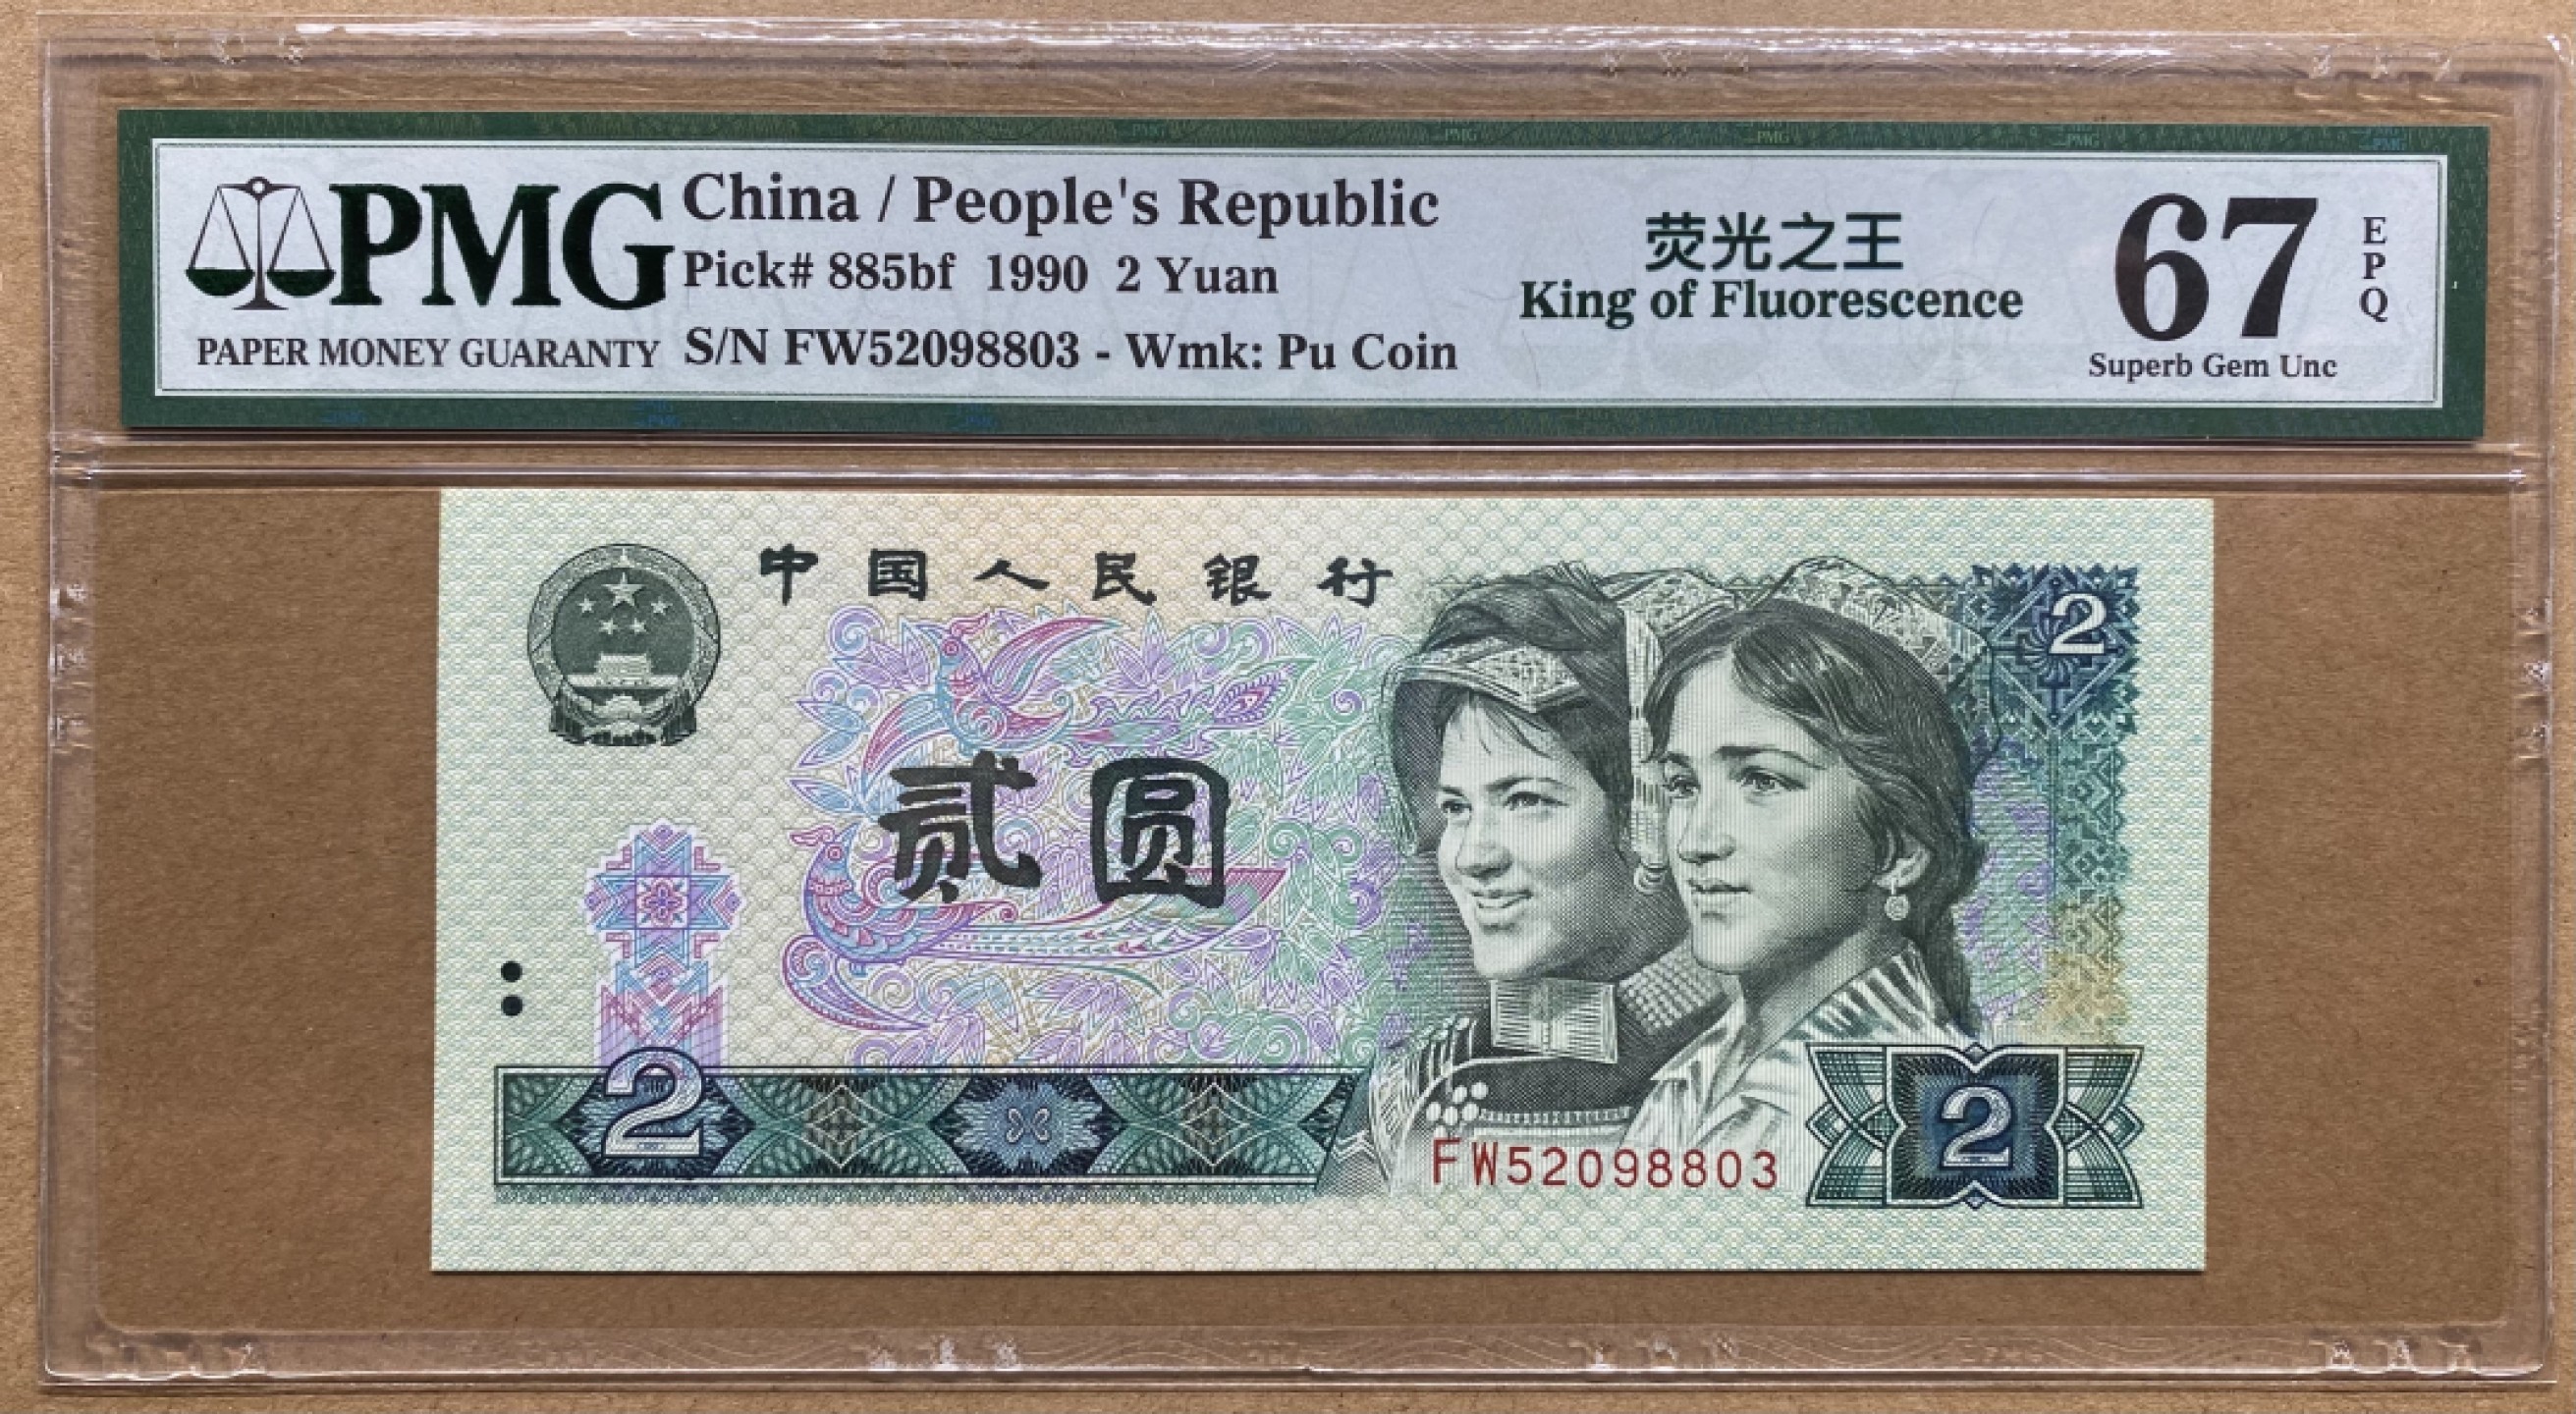 PMG
PAPER MONEY GUARANTY
China / People's Republic
Pick# 885bf 1990 2 Yuan
S/N FW52098803 - Wmk: Pu Coin
荧光之王
King of Fluorescence
67
EPQ
Superb Gem Unc
中国人民银行
2
贰圆
2
FW52098803
2